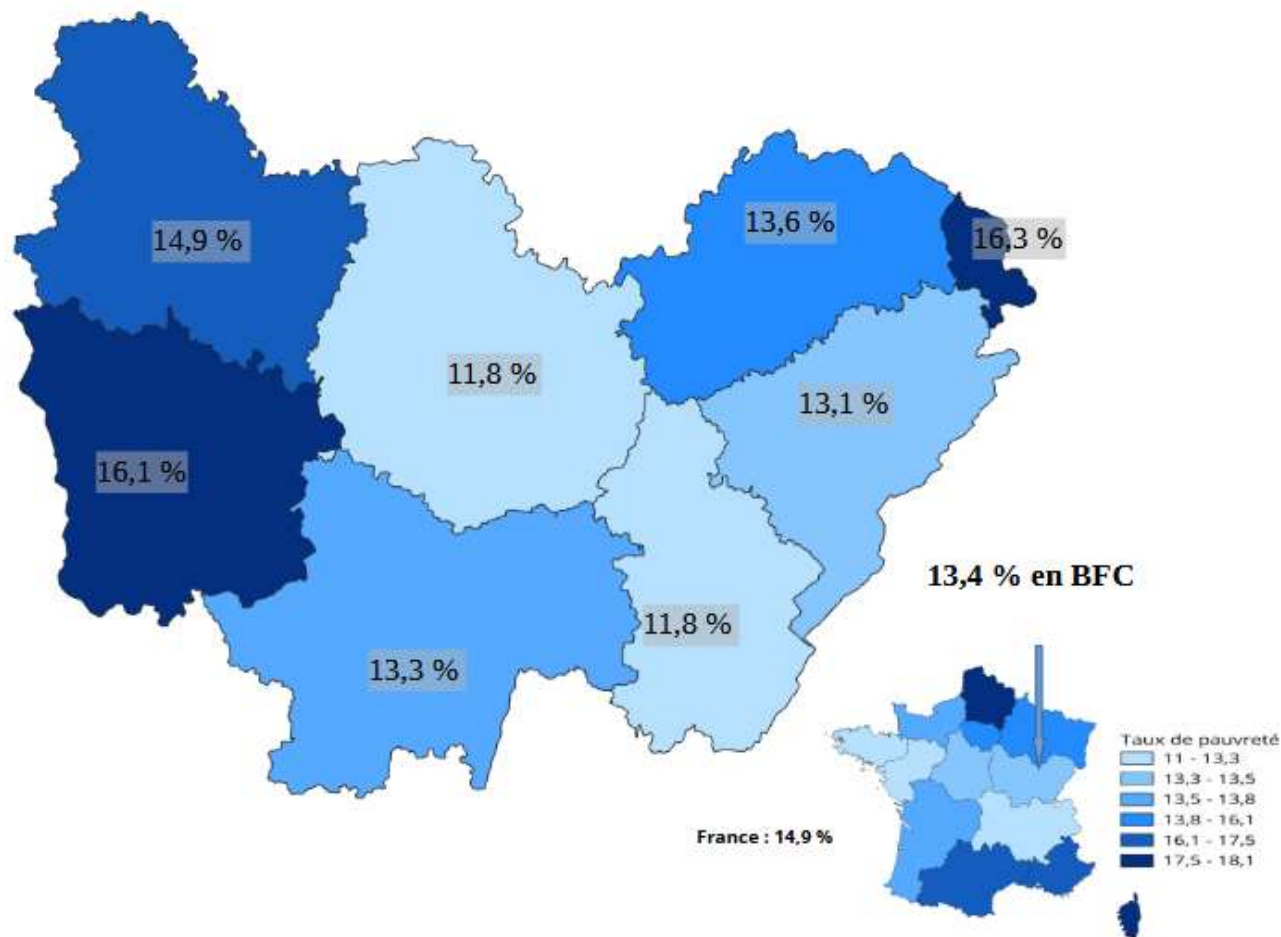 14,9 %
13,6 %
16,3 %
11,8 %
13,1 %
16,1 %
13,4 % en BFC
11,8 %
13,3 %
Taux de pauvreté
11 - 13,3
13,3 - 13,5
13,5 - 13,8
13,8 - 16,1
16,1 - 17,5
17,5 - 18,1
France : 14,9 %